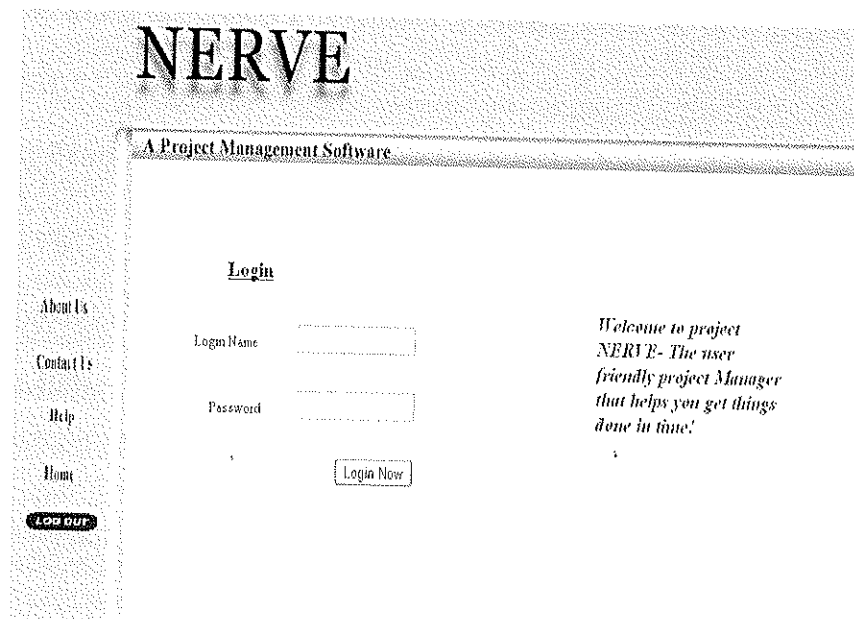 NERVE
A Project Management Software
Login
About Us
Contact Us
Help
Home
LOG OUT
Login Name
Password
Login Now
Welcome to project
NERVE- The user
friendly project Manager
that helps you get things
done in time!